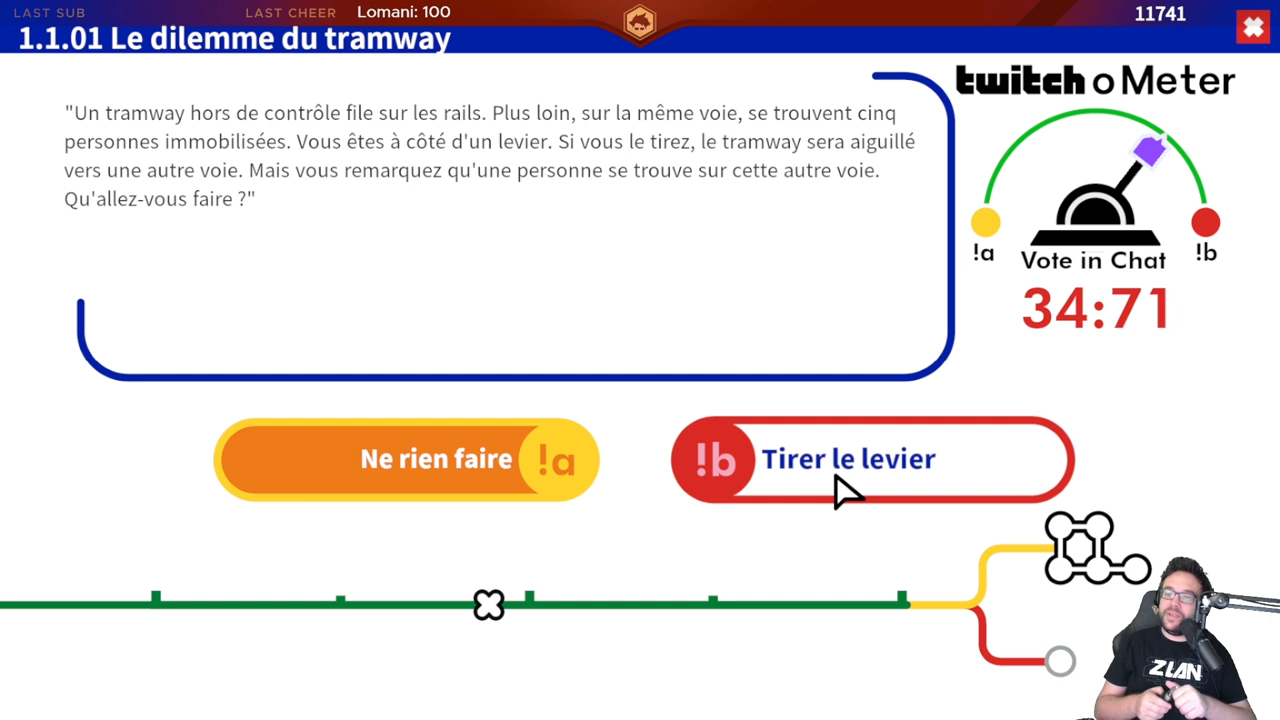 LAST SUB
LAST CHEER
Lomani: 100
11741
1.1.01 Le dilemme du tramway
twitch o Meter
"Un tramway hors de contrôle file sur les rails. Plus loin, sur la même voie, se trouvent cinq
personnes immobilisées. Vous êtes à côté d'un levier. Si vous le tirez, le tramway sera aiguillé
vers une autre voie. Mais vous remarquez qu'une personne se trouve sur cette autre voie.
Qu'allez-vous faire ?"
!a
!b
Vote in Chat
34:71
Ne rien faire !a
!b Tirer le levier
ZLAN